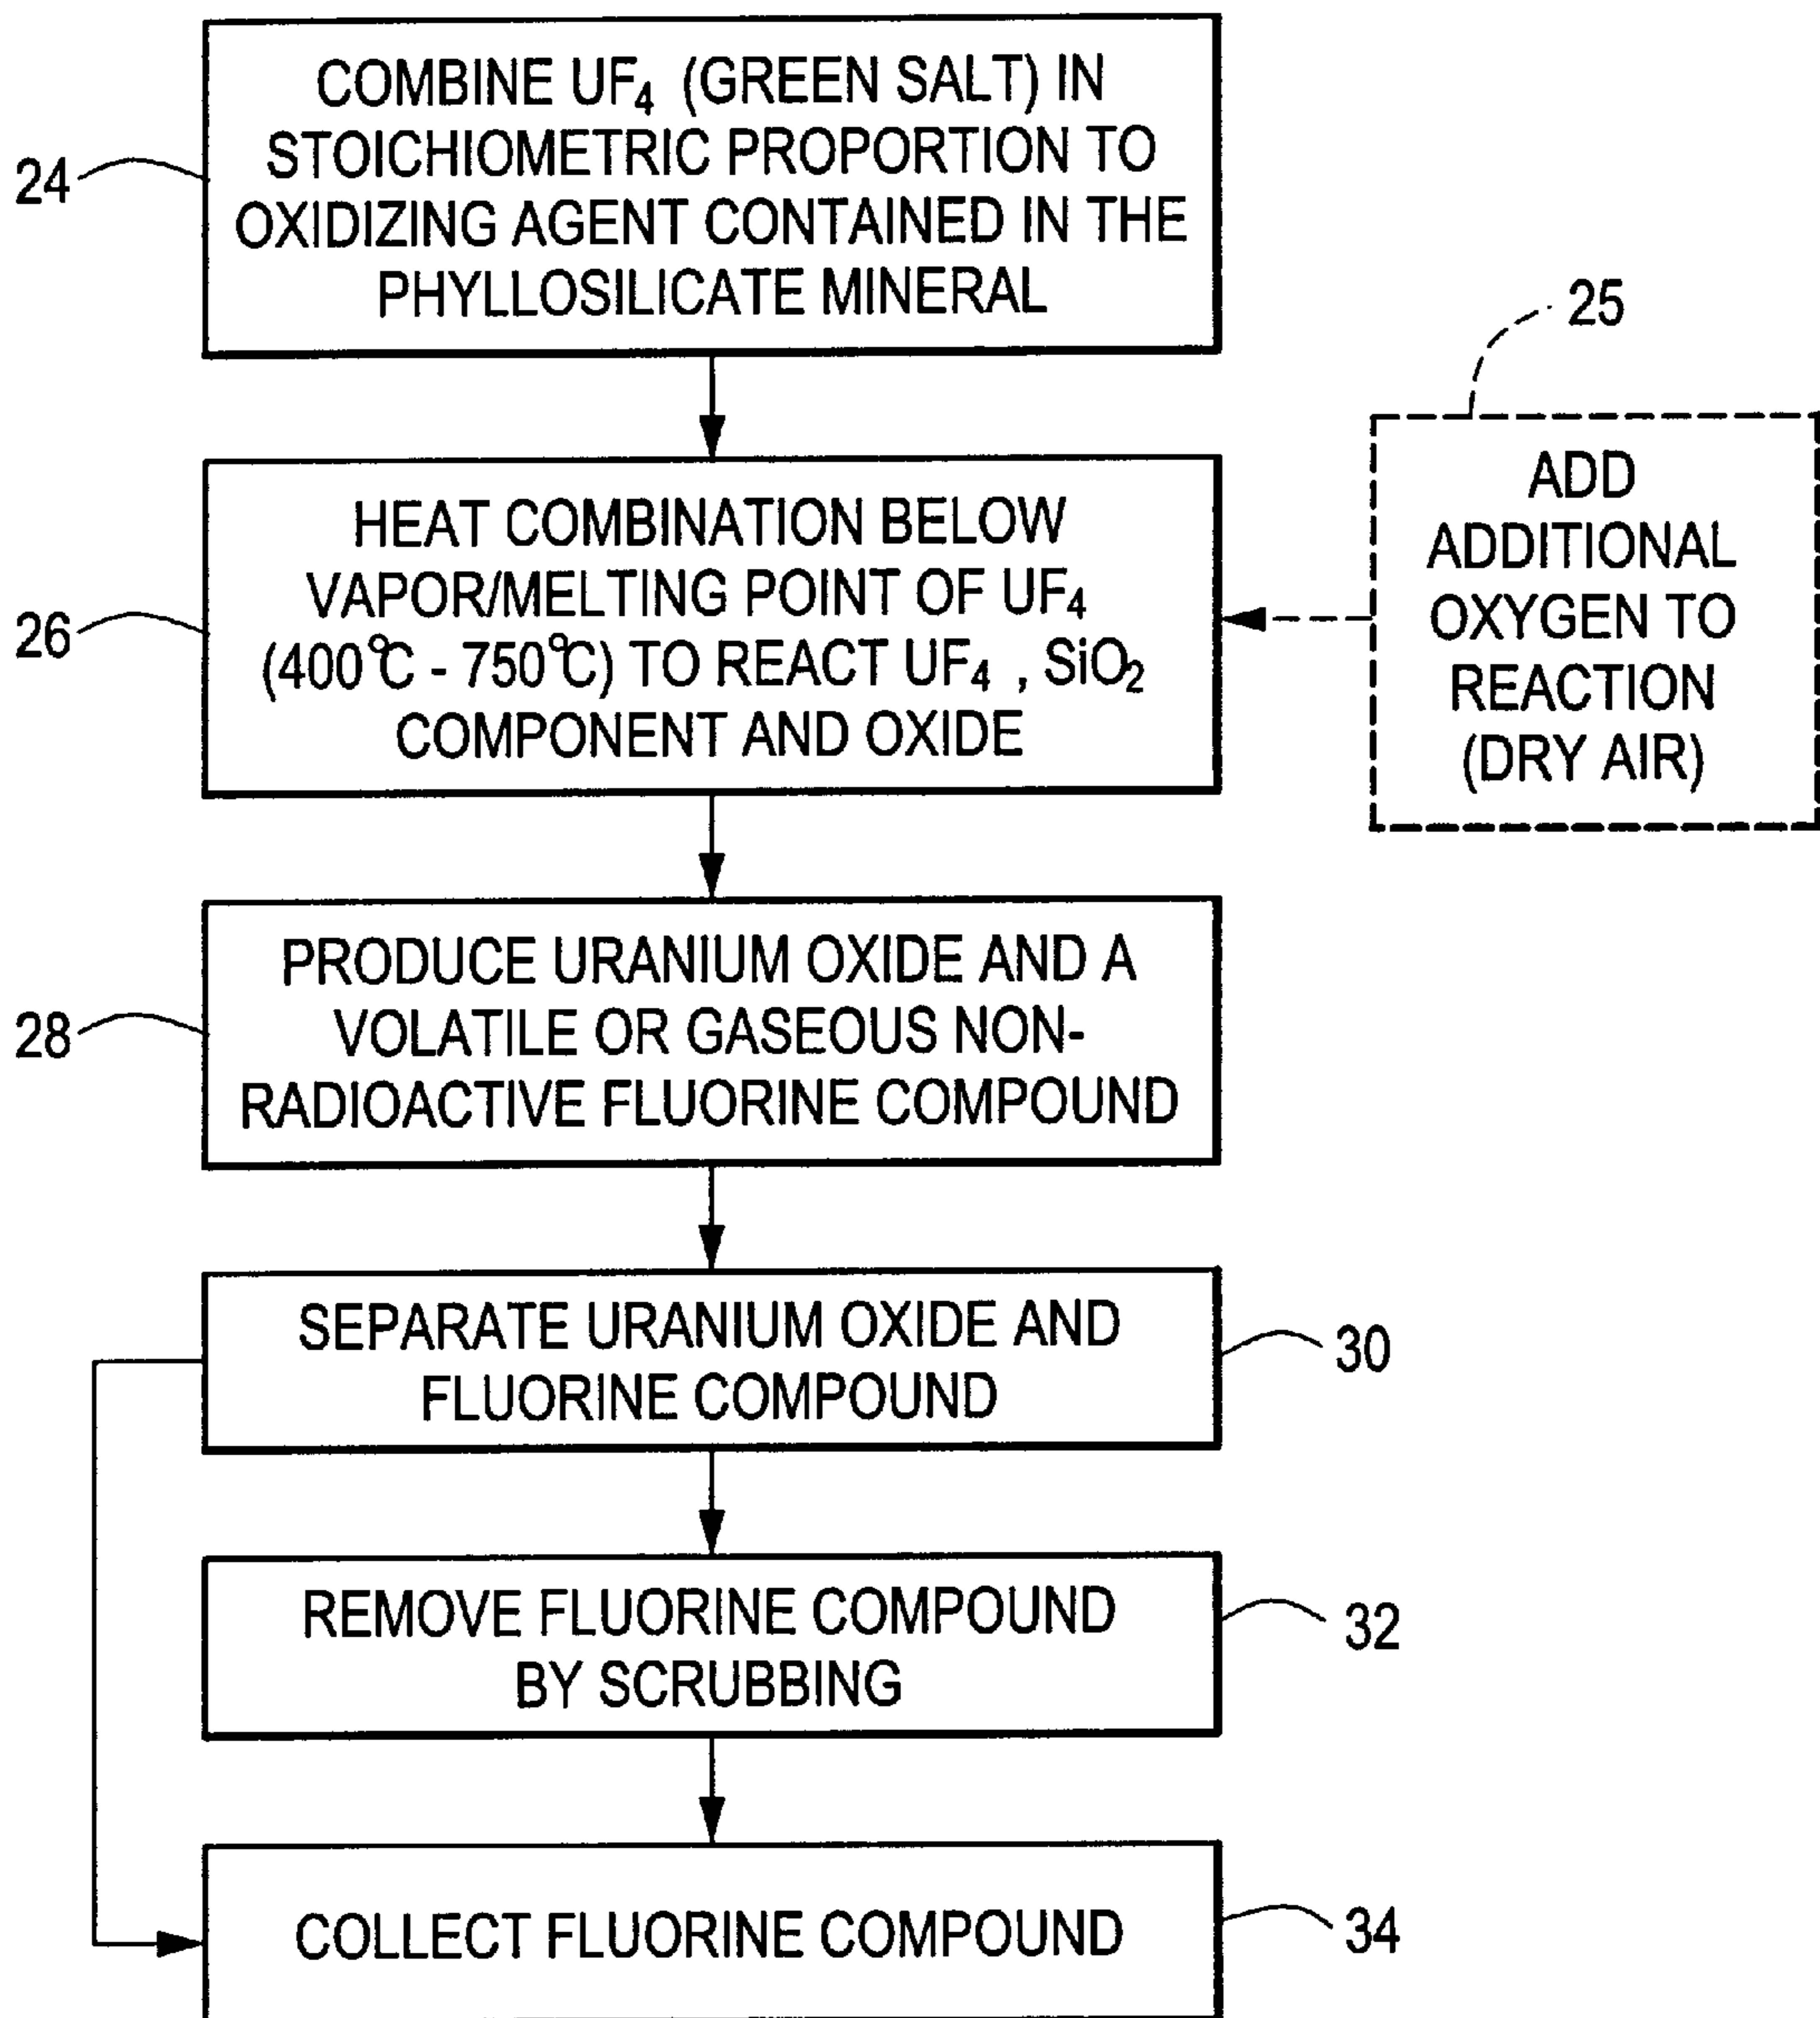 COMBINE UF₄ (GREEN SALT) IN
STOICHIOMETRIC PROPORTION TO
OXIDIZING AGENT CONTAINED IN THE
PHYLLOSILICATE MINERAL
24
25
ADD
ADDITIONAL
OXYGEN TO
REACTION
(DRY AIR)
HEAT COMBINATION BELOW
VAPOR/MELTING POINT OF UF₄
(400°C - 750°C) TO REACT UF₄ , SiO₂
COMPONENT AND OXIDE
26
PRODUCE URANIUM OXIDE AND A
VOLATILE OR GASEOUS NON-
RADIOACTIVE FLUORINE COMPOUND
28
SEPARATE URANIUM OXIDE AND
FLUORINE COMPOUND
30
REMOVE FLUORINE COMPOUND
BY SCRUBBING
32
COLLECT FLUORINE COMPOUND
34